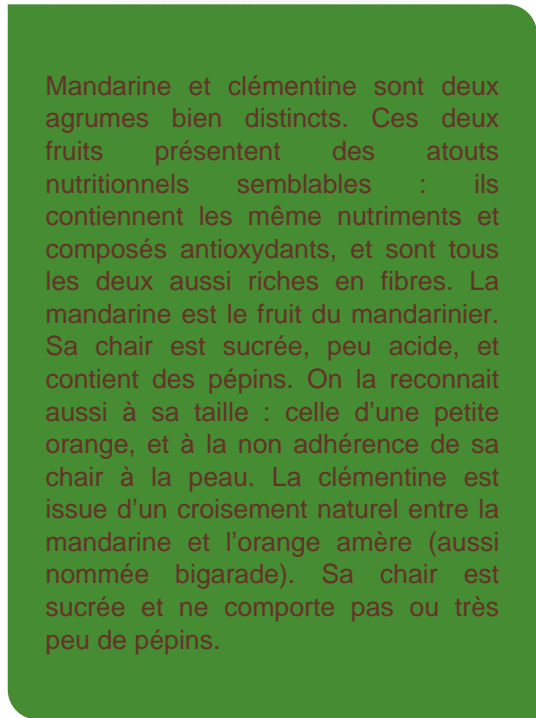 Mandarine et clémentine sont deux
agrumes bien distincts. Ces deux
fruits présentent des atouts
nutritionnels semblables : ils
contiennent les même nutriments et
composés antioxydants, et sont tous
les deux aussi riches en fibres. La
mandarine est le fruit du mandarinier.
Sa chair est sucrée, peu acide, et
contient des pépins. On la reconnait
aussi à sa taille : celle d’une petite
orange, et à la non adhérence de sa
chair à la peau. La clémentine est
issue d’un croisement naturel entre la
mandarine et l’orange amère (aussi
nommée bigarade). Sa chair est
sucrée et ne comporte pas ou très
peu de pépins.